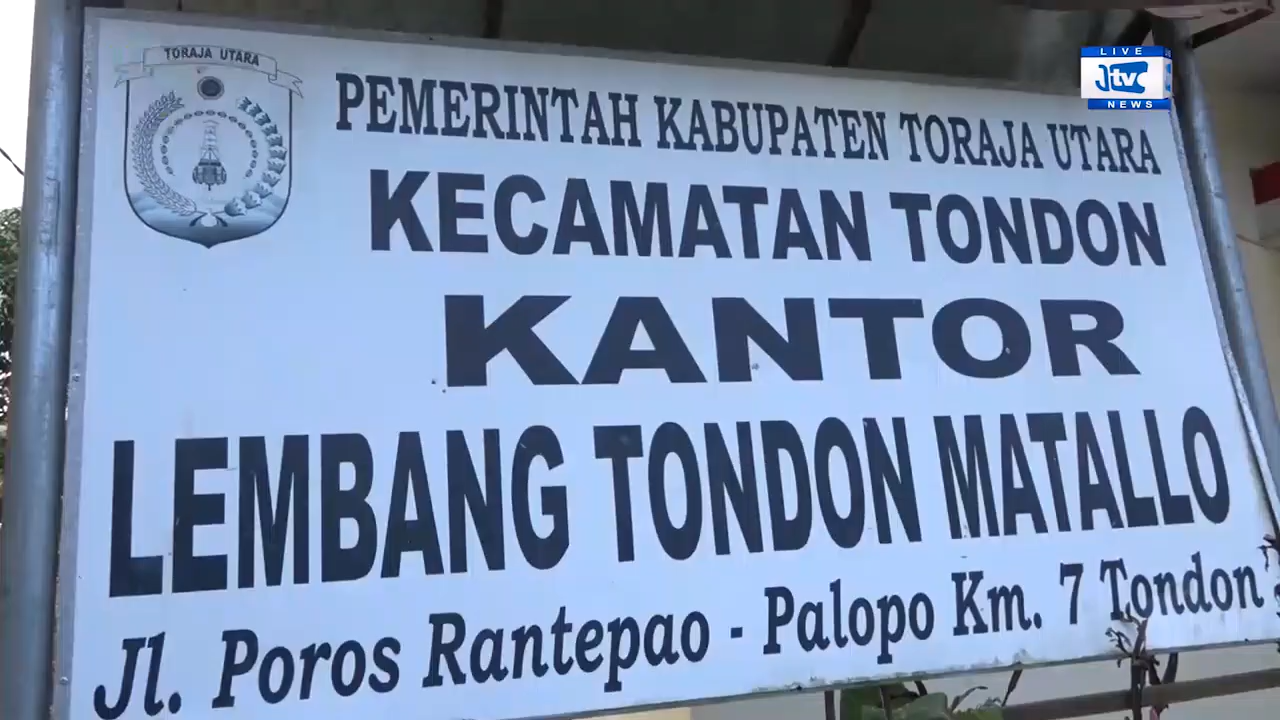 LIVE
JTVC
NEWS
TORAJA UTARA
PEMERINTAH KABUPATEN TORAJA UTARA
KECAMATAN TONDON
KANTOR
LEMBANG TONDON MATALLO
Jl. Poros Rantepao - Palopo Km. 7 Tondon